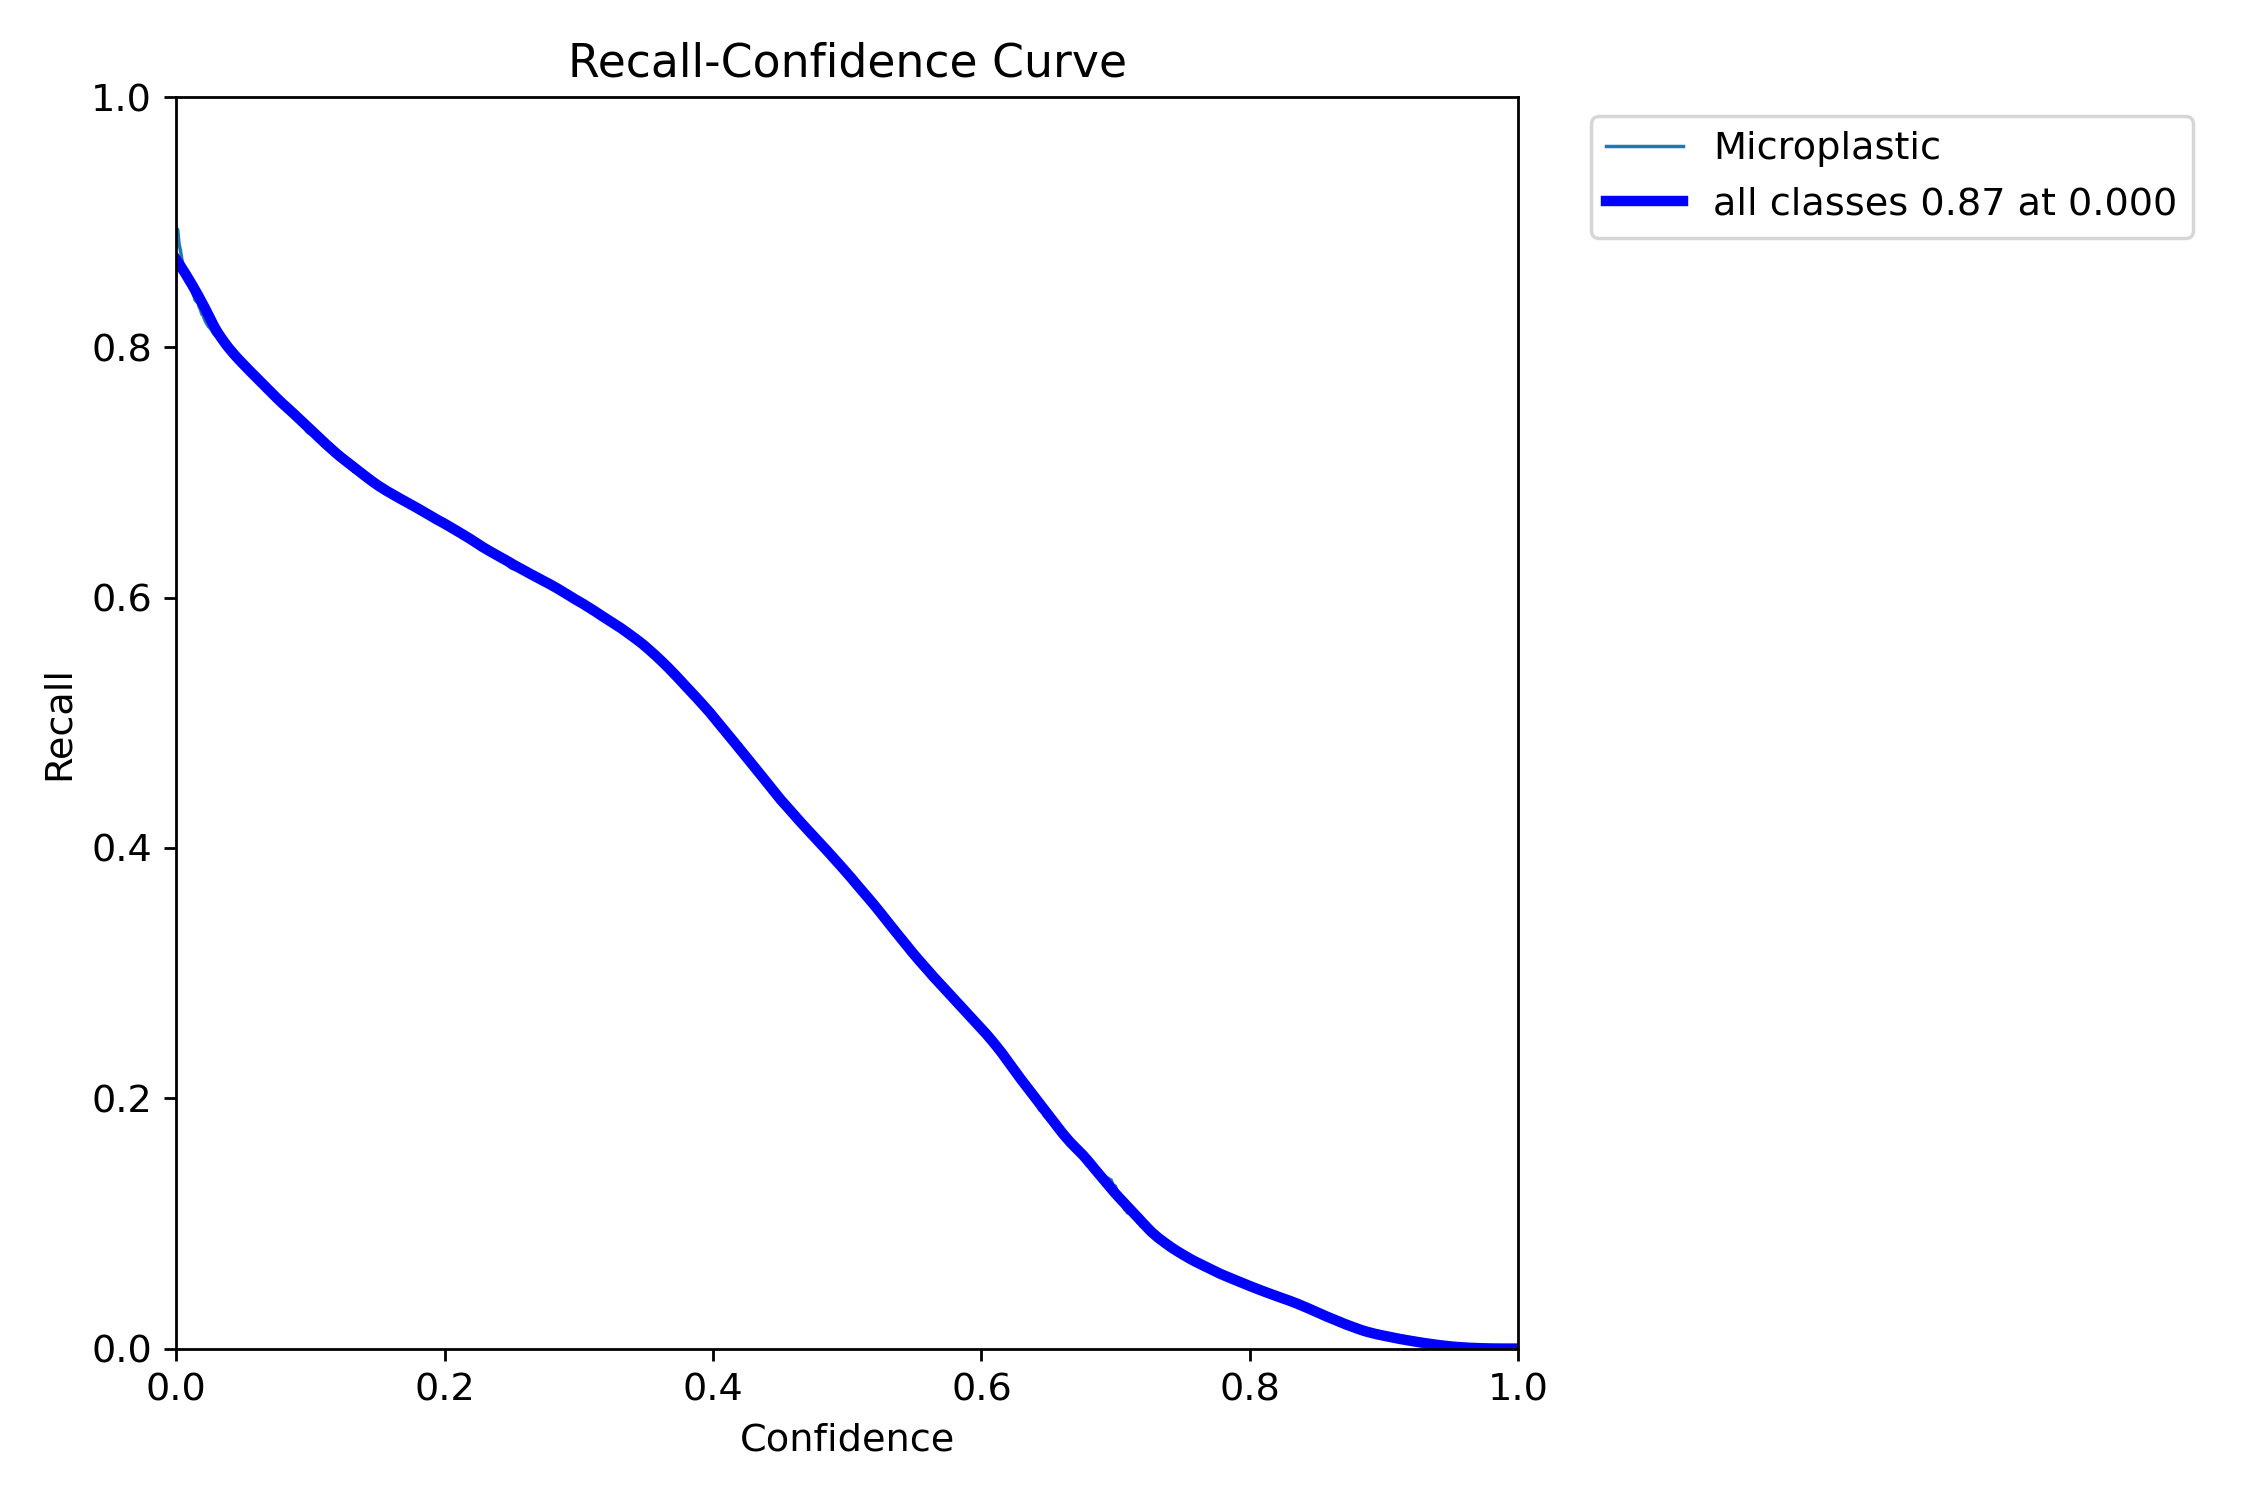 Recall-Confidence Curve
1.0
0.8
0.6
0.4
0.2
0.0
Recall
0.0 0.2 0.4 0.6 0.8 1.0
Confidence
Microplastic
all classes 0.87 at 0.000